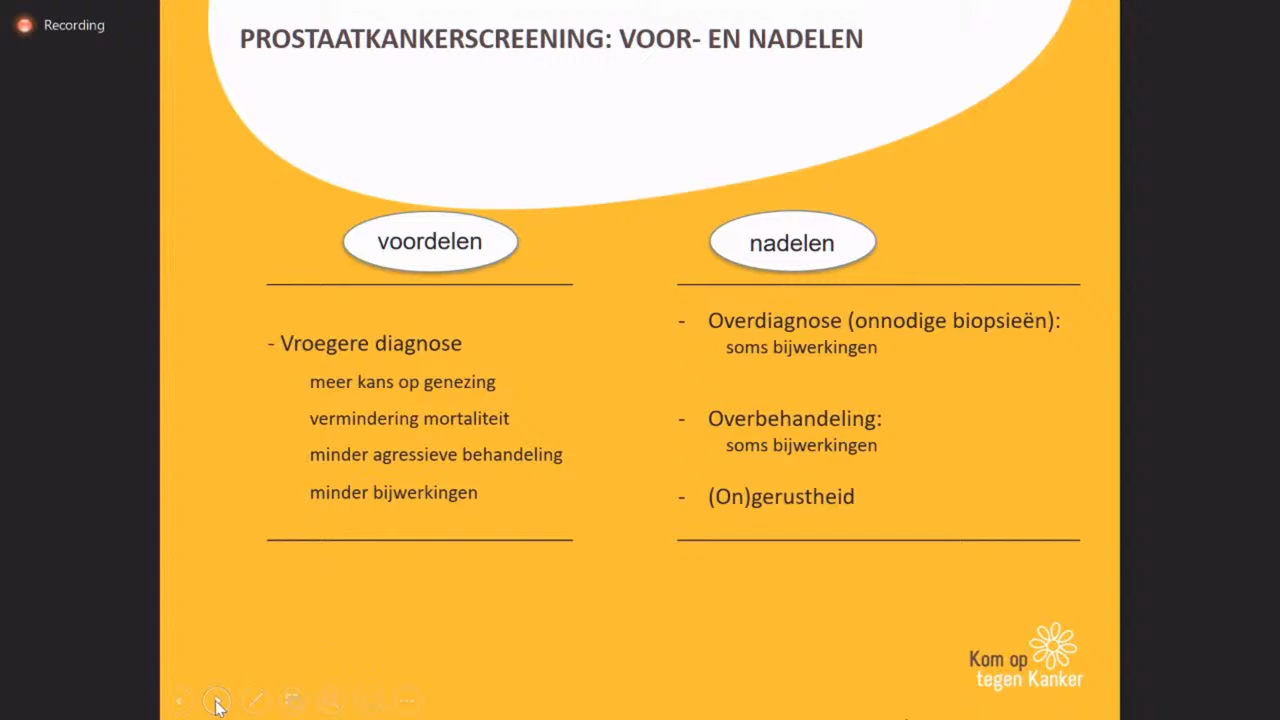 Recording
PROSTAATKANKERSCREENING: VOOR- EN NADELEN
voordelen
- Vroegere diagnose
meer kans op genezing
vermindering mortaliteit
minder agressieve behandeling
minder bijwerkingen
nadelen
- Overdiagnose (onnodige biopsieën):
soms bijwerkingen
- Overbehandeling:
soms bijwerkingen
- (On)gerustheid
Kom op
tegen Kanker